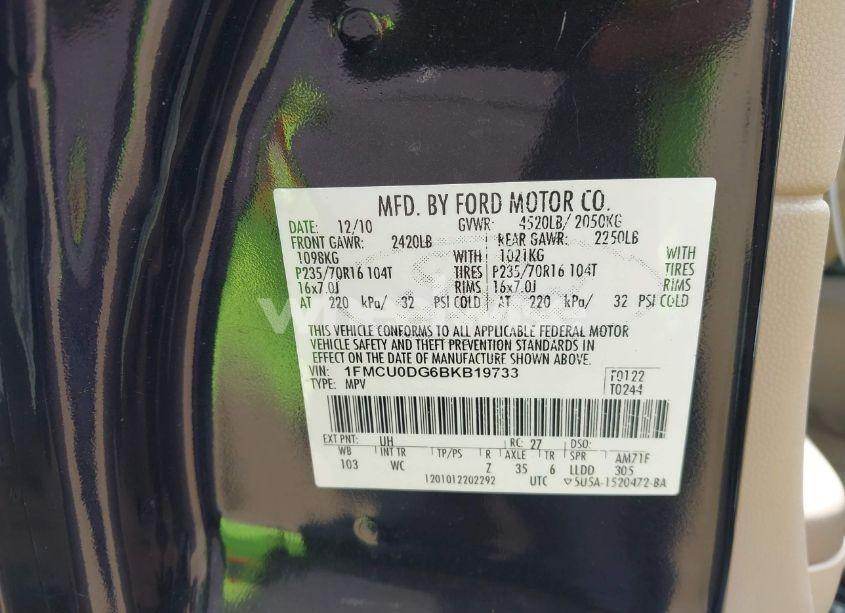 MFD. BY FORD MOTOR CO.
DATE: 12/10 GVWR: 4520LB/ 2050KG
FRONT GAWR: 2420LB REAR GAWR: 2250LB
1098KG WITH 1021KG WITH
P235/70R16 104T TIRES P235/70R16 104T TIRES
16x7.0J RIMS 16x7.0J RIMS
AT 220 kPa/ 32 PSI COLD AT 220 kPa/ 32 PSI COLD
THIS VEHICLE CONFORMS TO ALL APPLICABLE FEDERAL MOTOR
VEHICLE SAFETY AND THEFT PREVENTION STANDARDS IN
EFFECT ON THE DATE OF MANUFACTURE SHOWN ABOVE.
VIN: 1FMCU0DG6BKB19733
TYPE: MPV
F0122
T0244
EXT PNT: UH RC: 27 DSO:
WB INT TR TP/PS R AXLE TR SPR AM71F
103 WC Z 35 6 LLDD 305
1201012202292 UTC 5U5A-1520472-BA